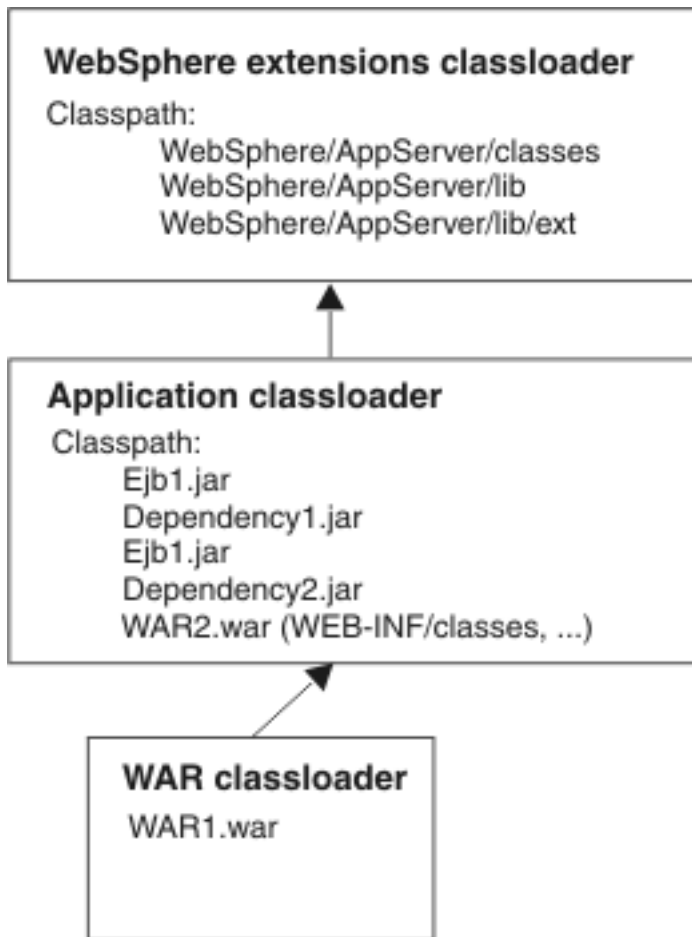 WebSphere extensions classloader
Classpath:
WebSphere/AppServer/classes
WebSphere/AppServer/lib
WebSphere/AppServer/lib/ext
Application classloader
Classpath:
Ejb1.jar
Dependency1.jar
Ejb1.jar
Dependency2.jar
WAR2.war (WEB-INF/classes, ...)
WAR classloader
WAR1.war